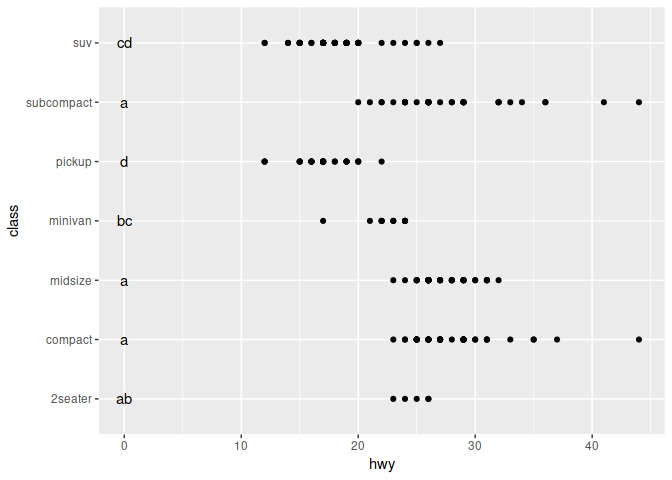 suv cd
subcompact a
pickup d
minivan bc
midsize a
compact a
2seater ab
class
0 10 20 30 40
hwy